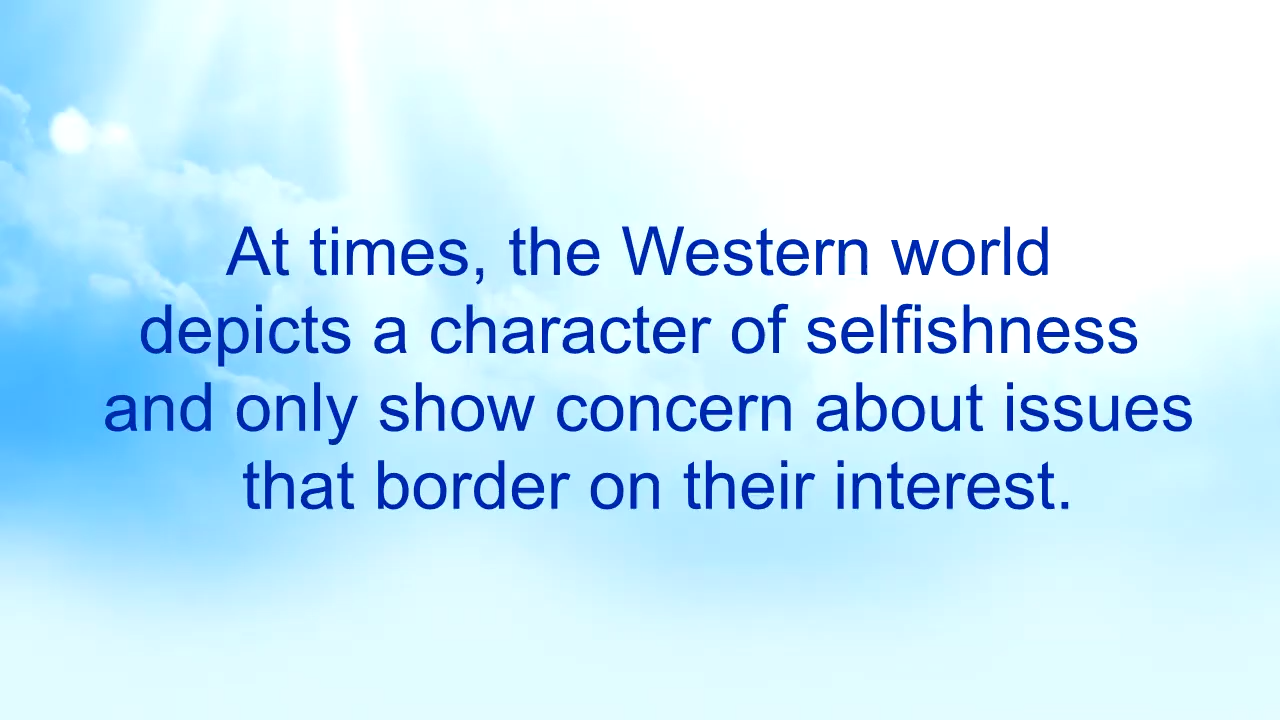 At times, the Western world
depicts a character of selfishness
and only show concern about issues
that border on their interest.